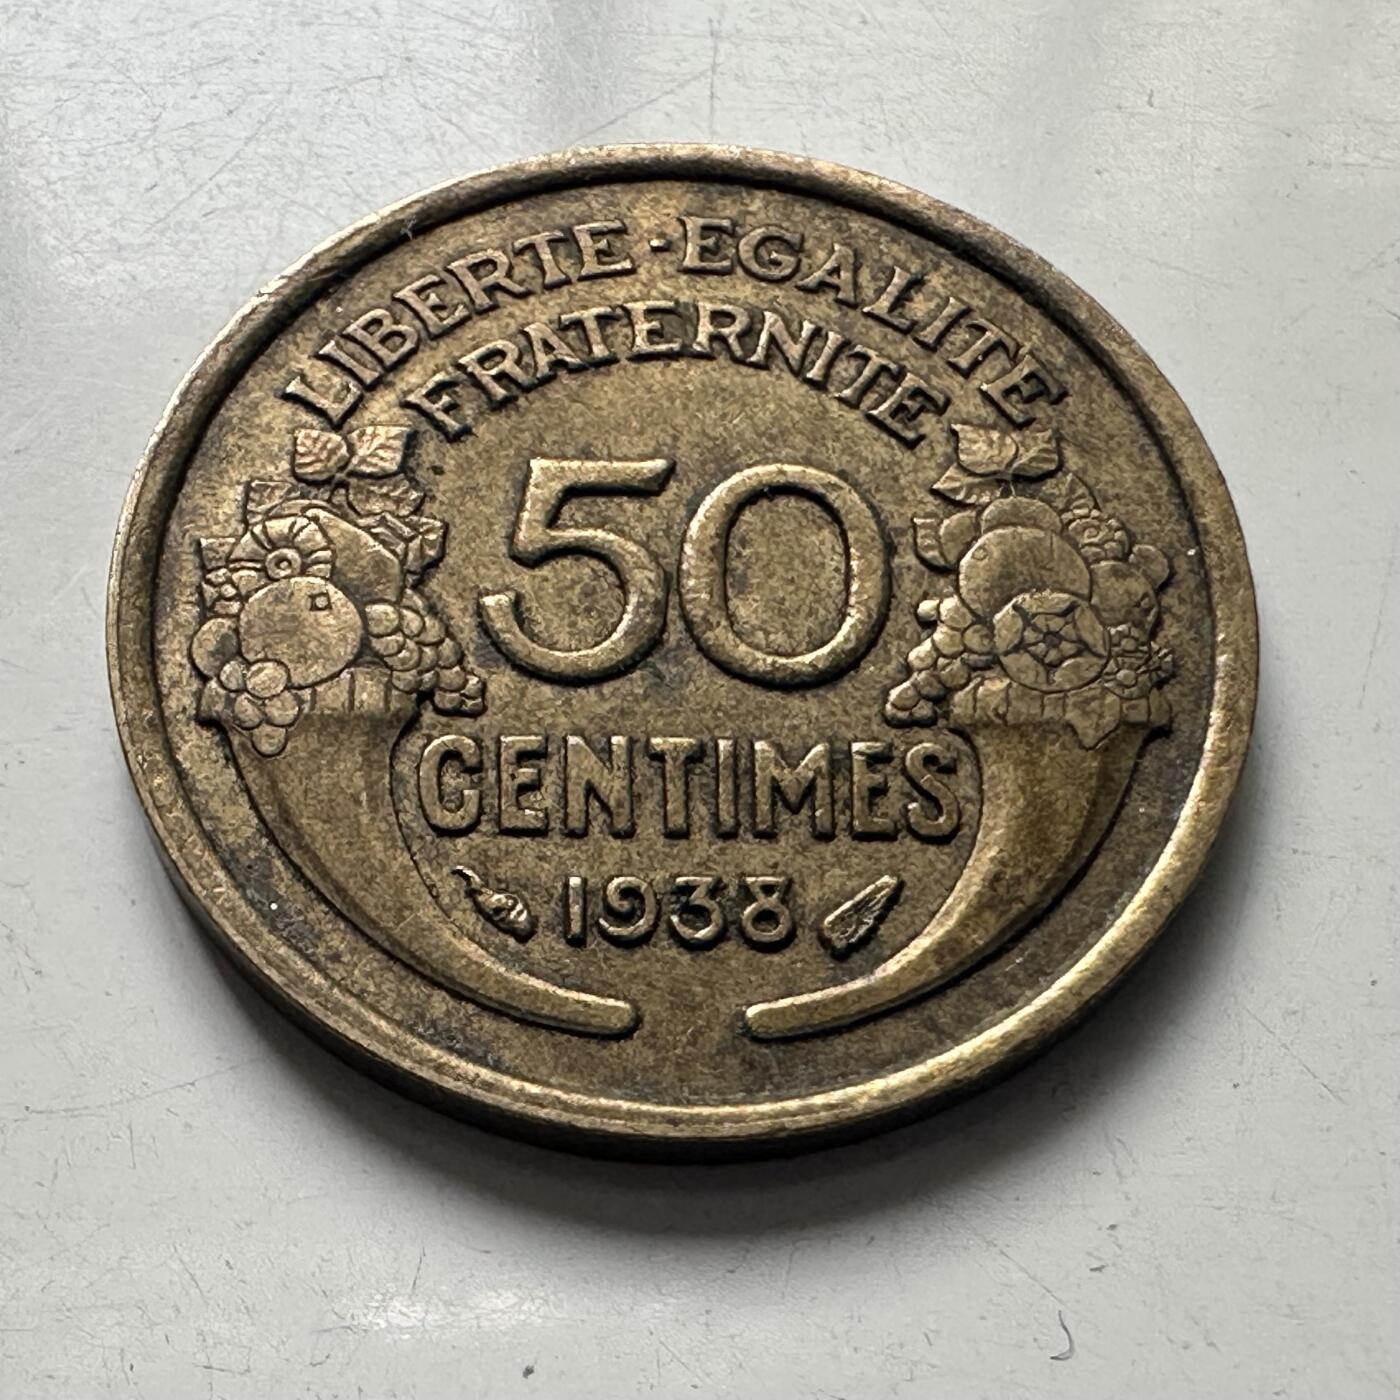 LIBERTE·EGALITE
FRATERNITE
50
CENTIMES
1938